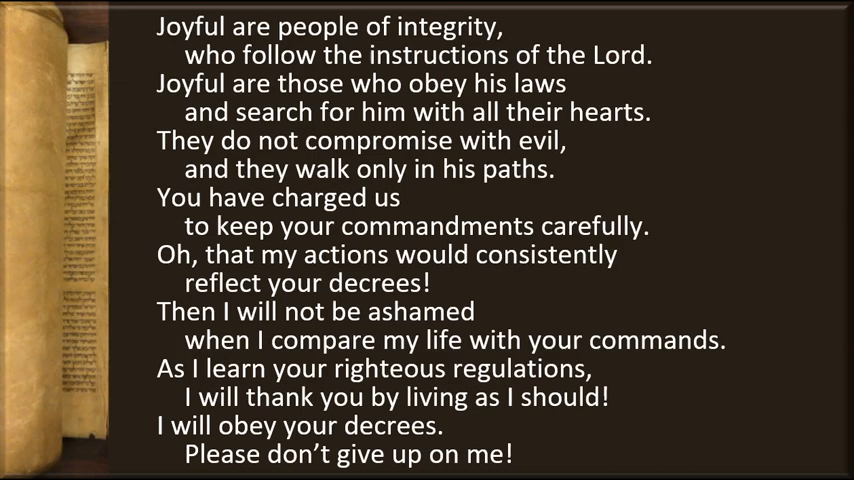 Joyful are people of integrity,
who follow the instructions of the Lord.
Joyful are those who obey his laws
and search for him with all their hearts.
They do not compromise with evil,
and they walk only in his paths.
You have charged us
to keep your commandments carefully.
Oh, that my actions would consistently
reflect your decrees!
Then I will not be ashamed
when I compare my life with your commands.
As I learn your righteous regulations,
I will thank you by living as I should!
I will obey your decrees.
Please don’t give up on me!